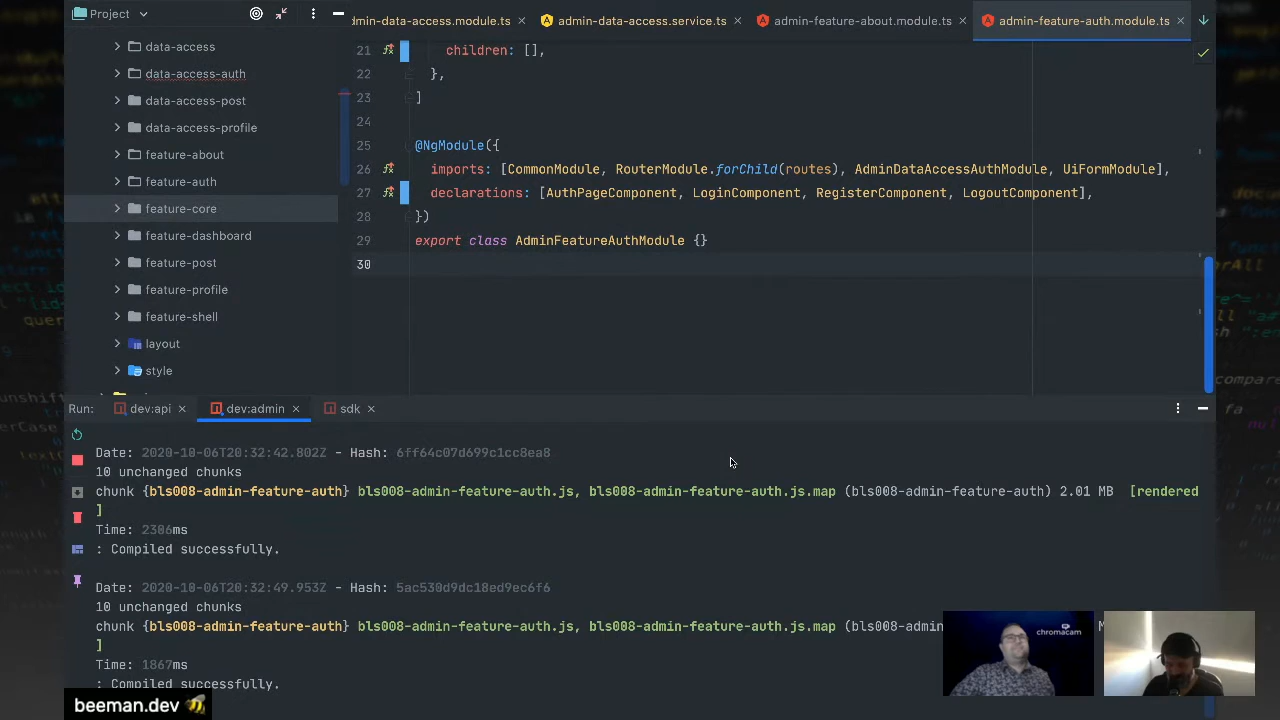 Project
dmin-data-access.module.ts
admin-data-access.service.ts
admin-feature-about.module.ts
admin-feature-auth.module.ts
data-access
data-access-auth
data-access-post
data-access-profile
feature-about
feature-auth
feature-core
feature-dashboard
feature-post
feature-profile
feature-shell
layout
style
21 children: [],
22 },
23 ]
24
25 @NgModule({
26 imports: [CommonModule, RouterModule.forChild(routes), AdminDataAccessAuthModule, UiFormModule],
27 declarations: [AuthPageComponent, LoginComponent, RegisterComponent, LogoutComponent],
28 })
29 export class AdminFeatureAuthModule {}
30
Run: dev:api dev:admin sdk
Date: 2020-10-06T20:32:42.802Z - Hash: 6ff64c07d699c1cc8ea8
10 unchanged chunks
chunk {bls008-admin-feature-auth} bls008-admin-feature-auth.js, bls008-admin-feature-auth.js.map (bls008-admin-feature-auth) 2.01 MB [rendered
]
Time: 2306ms
: Compiled successfully.
Date: 2020-10-06T20:32:49.953Z - Hash: 5ac530d9dc18ed9ec6f6
10 unchanged chunks
chunk {bls008-admin-feature-auth} bls008-admin-feature-auth.js, bls008-admin-feature-auth.js.map (bls008-adm
]
Time: 1867ms
: Compiled successfully.
chromacam
beeman.dev